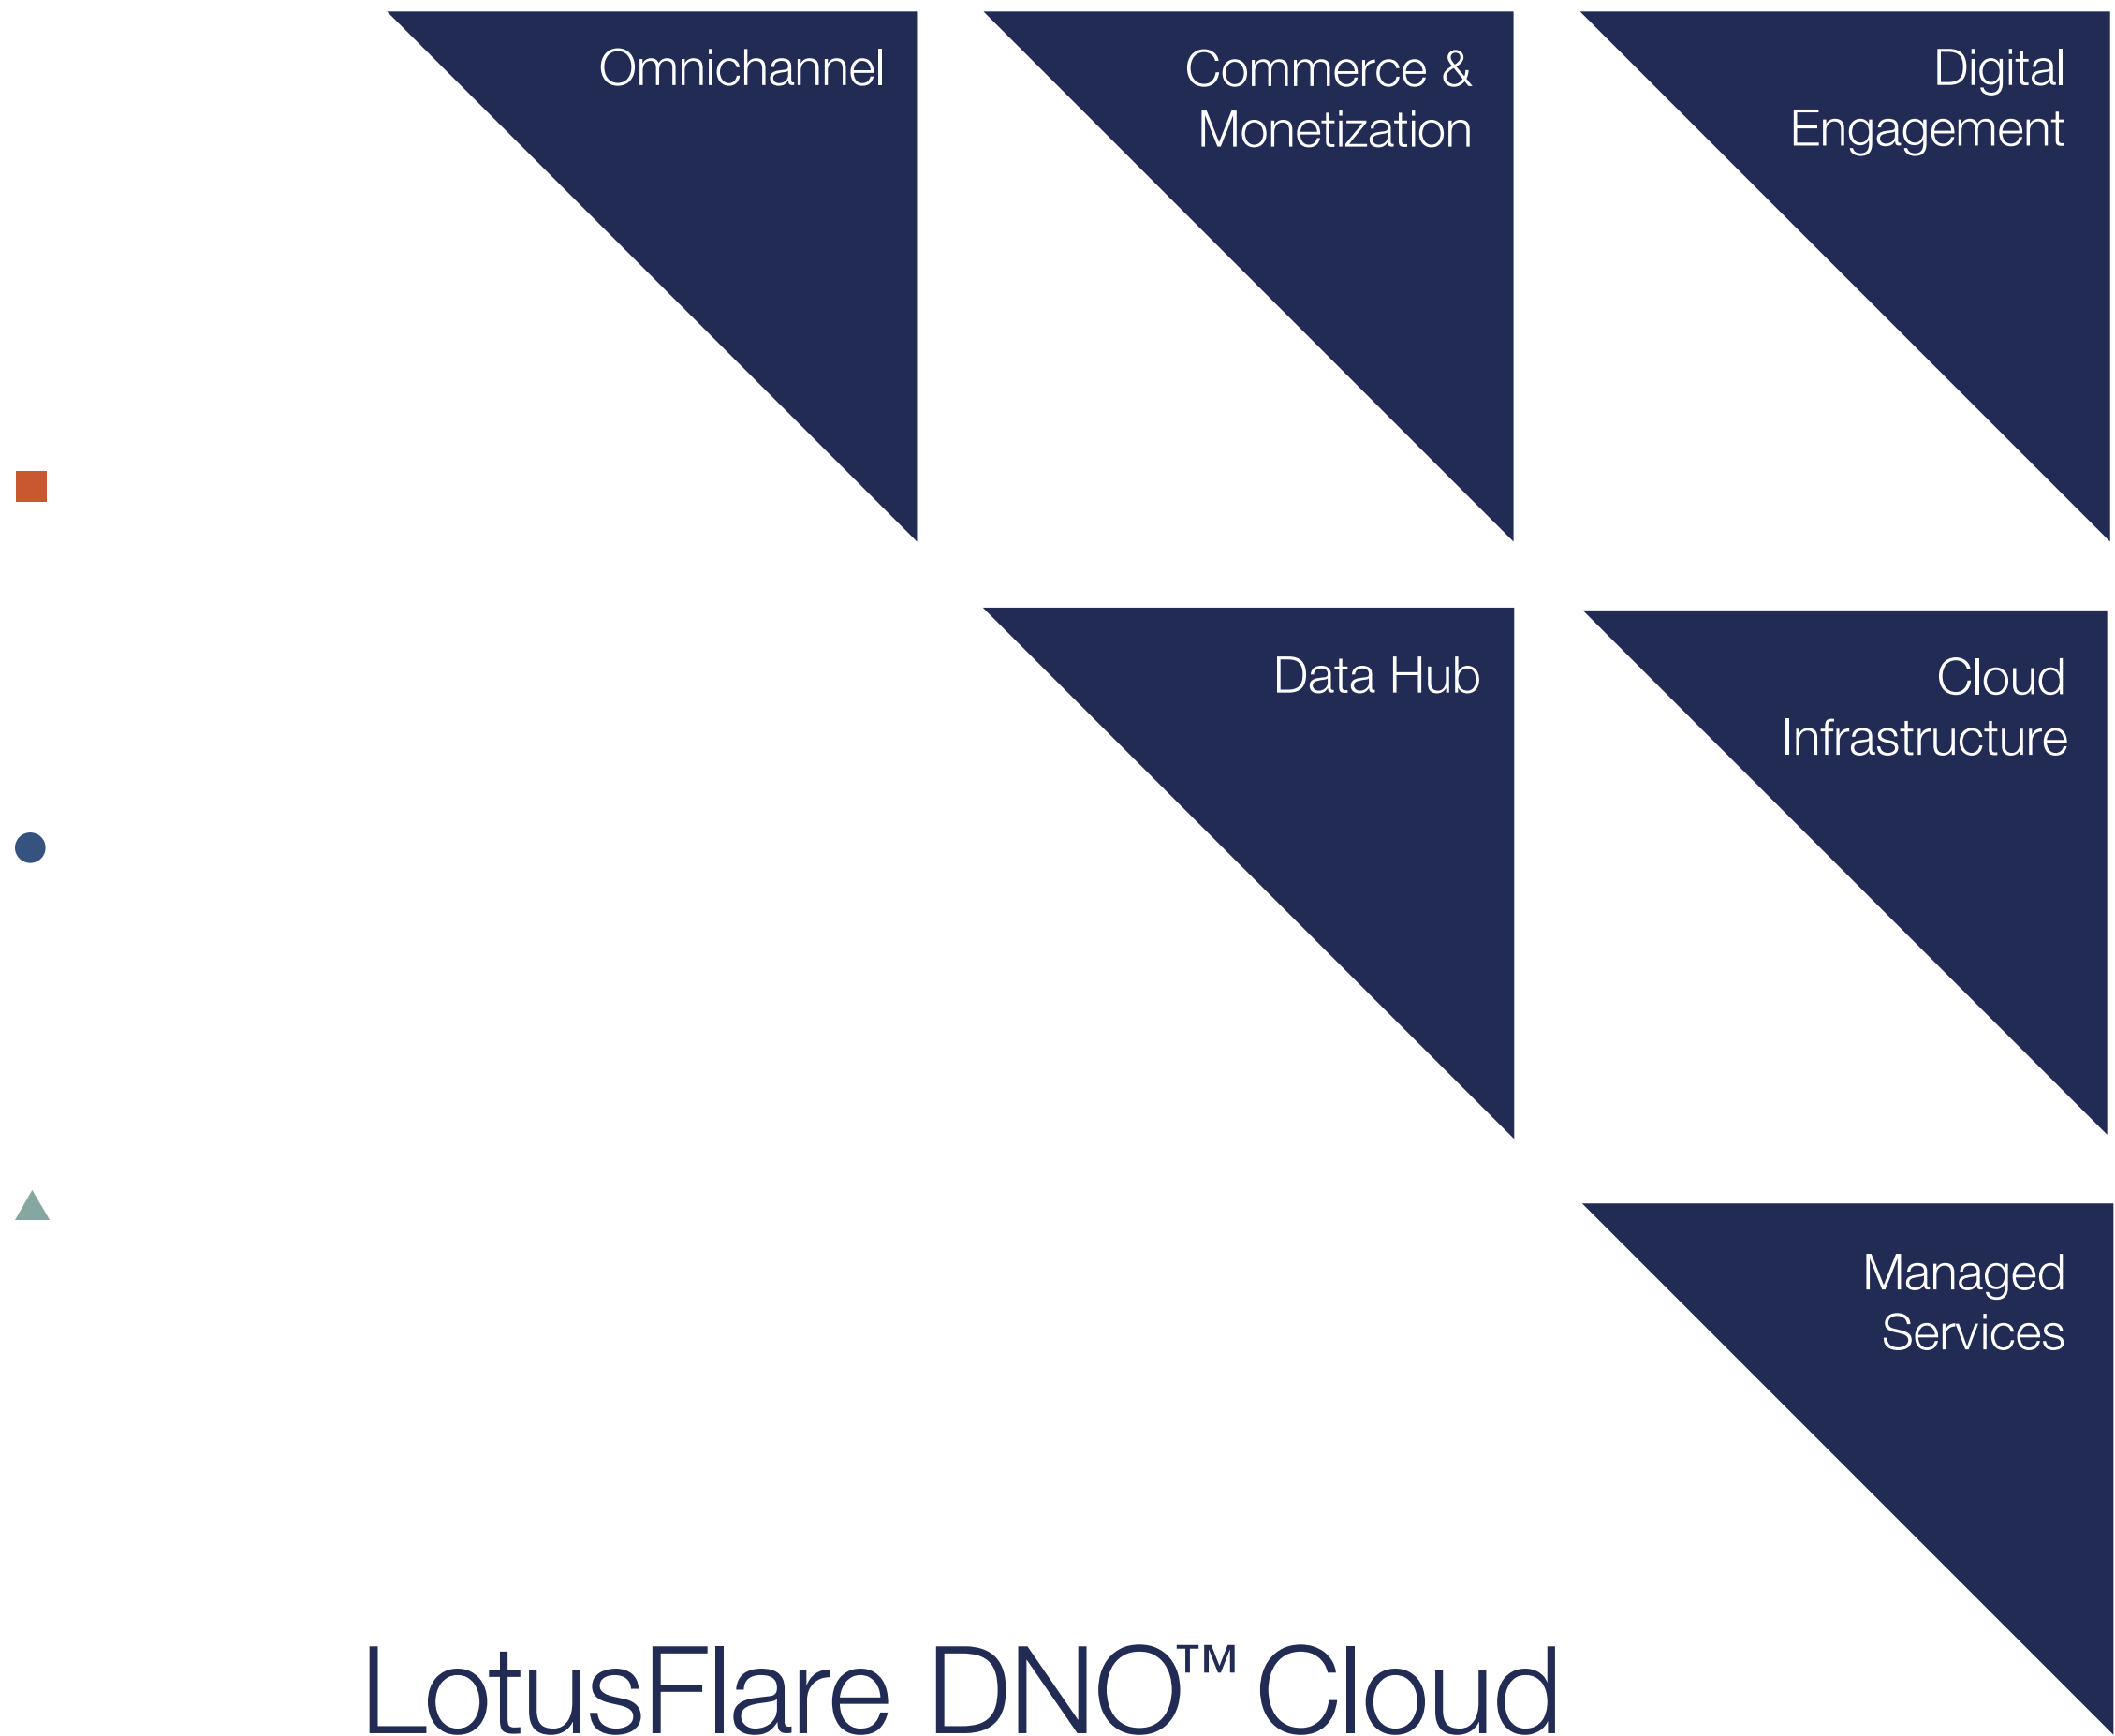 Omnichannel
Commerce &
Monetization
Digital
Engagement
Data Hub
Cloud
Infrastructure
Managed
Services
LotusFlare DNO™ Cloud